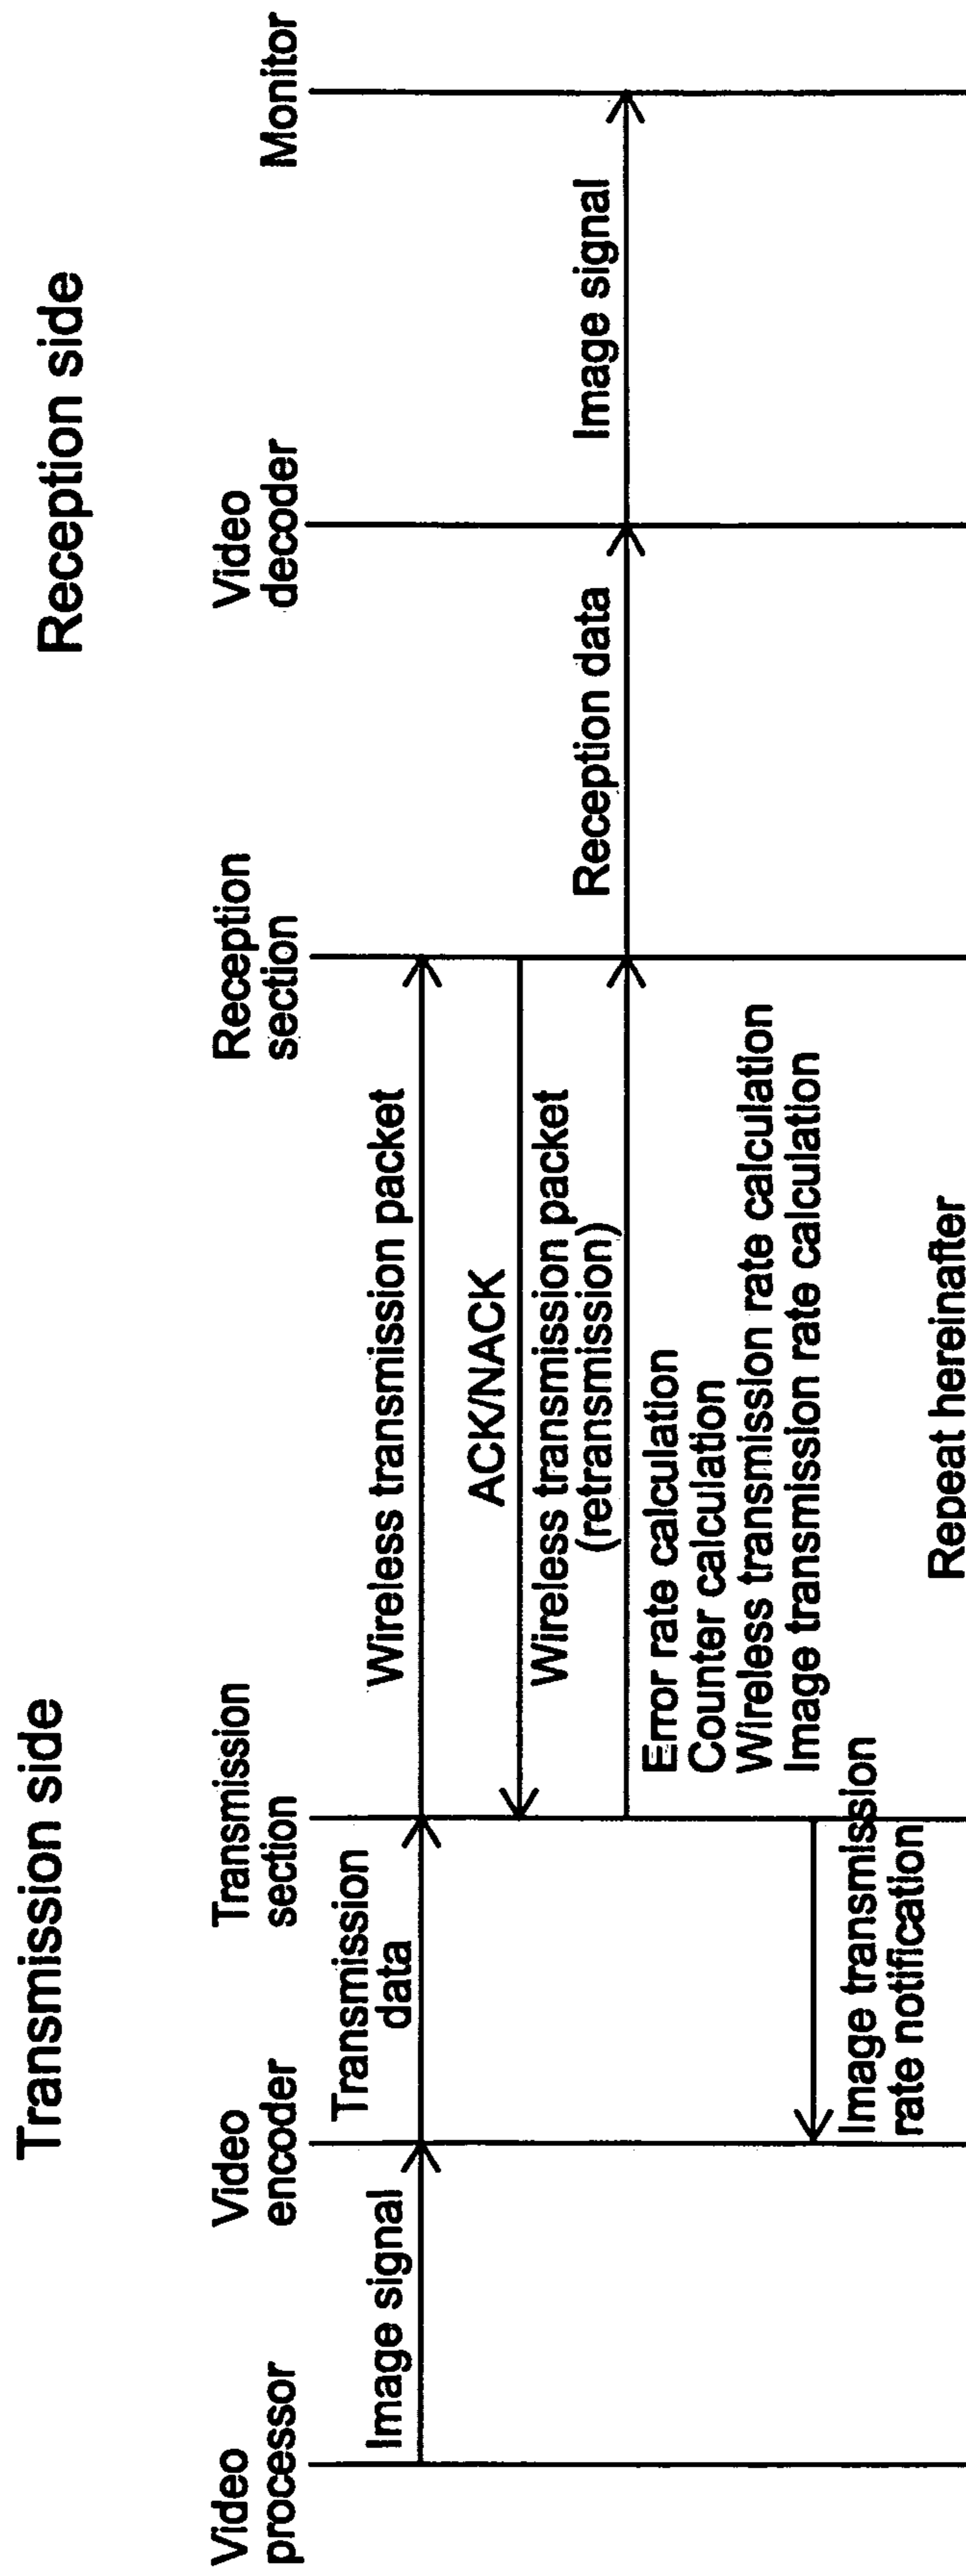 Transmission side
Reception side
Video
processor
Video
encoder
Transmission
section
Reception
section
Video
decoder
Monitor
Image signal
Transmission
data
Wireless transmission packet
ACK/NACK
Wireless transmission packet
(retransmission)
Reception data
Image signal
Error rate calculation
Counter calculation
Wireless transmission rate calculation
Image transmission rate calculation
Image transmission
rate notification
Repeat hereinafter